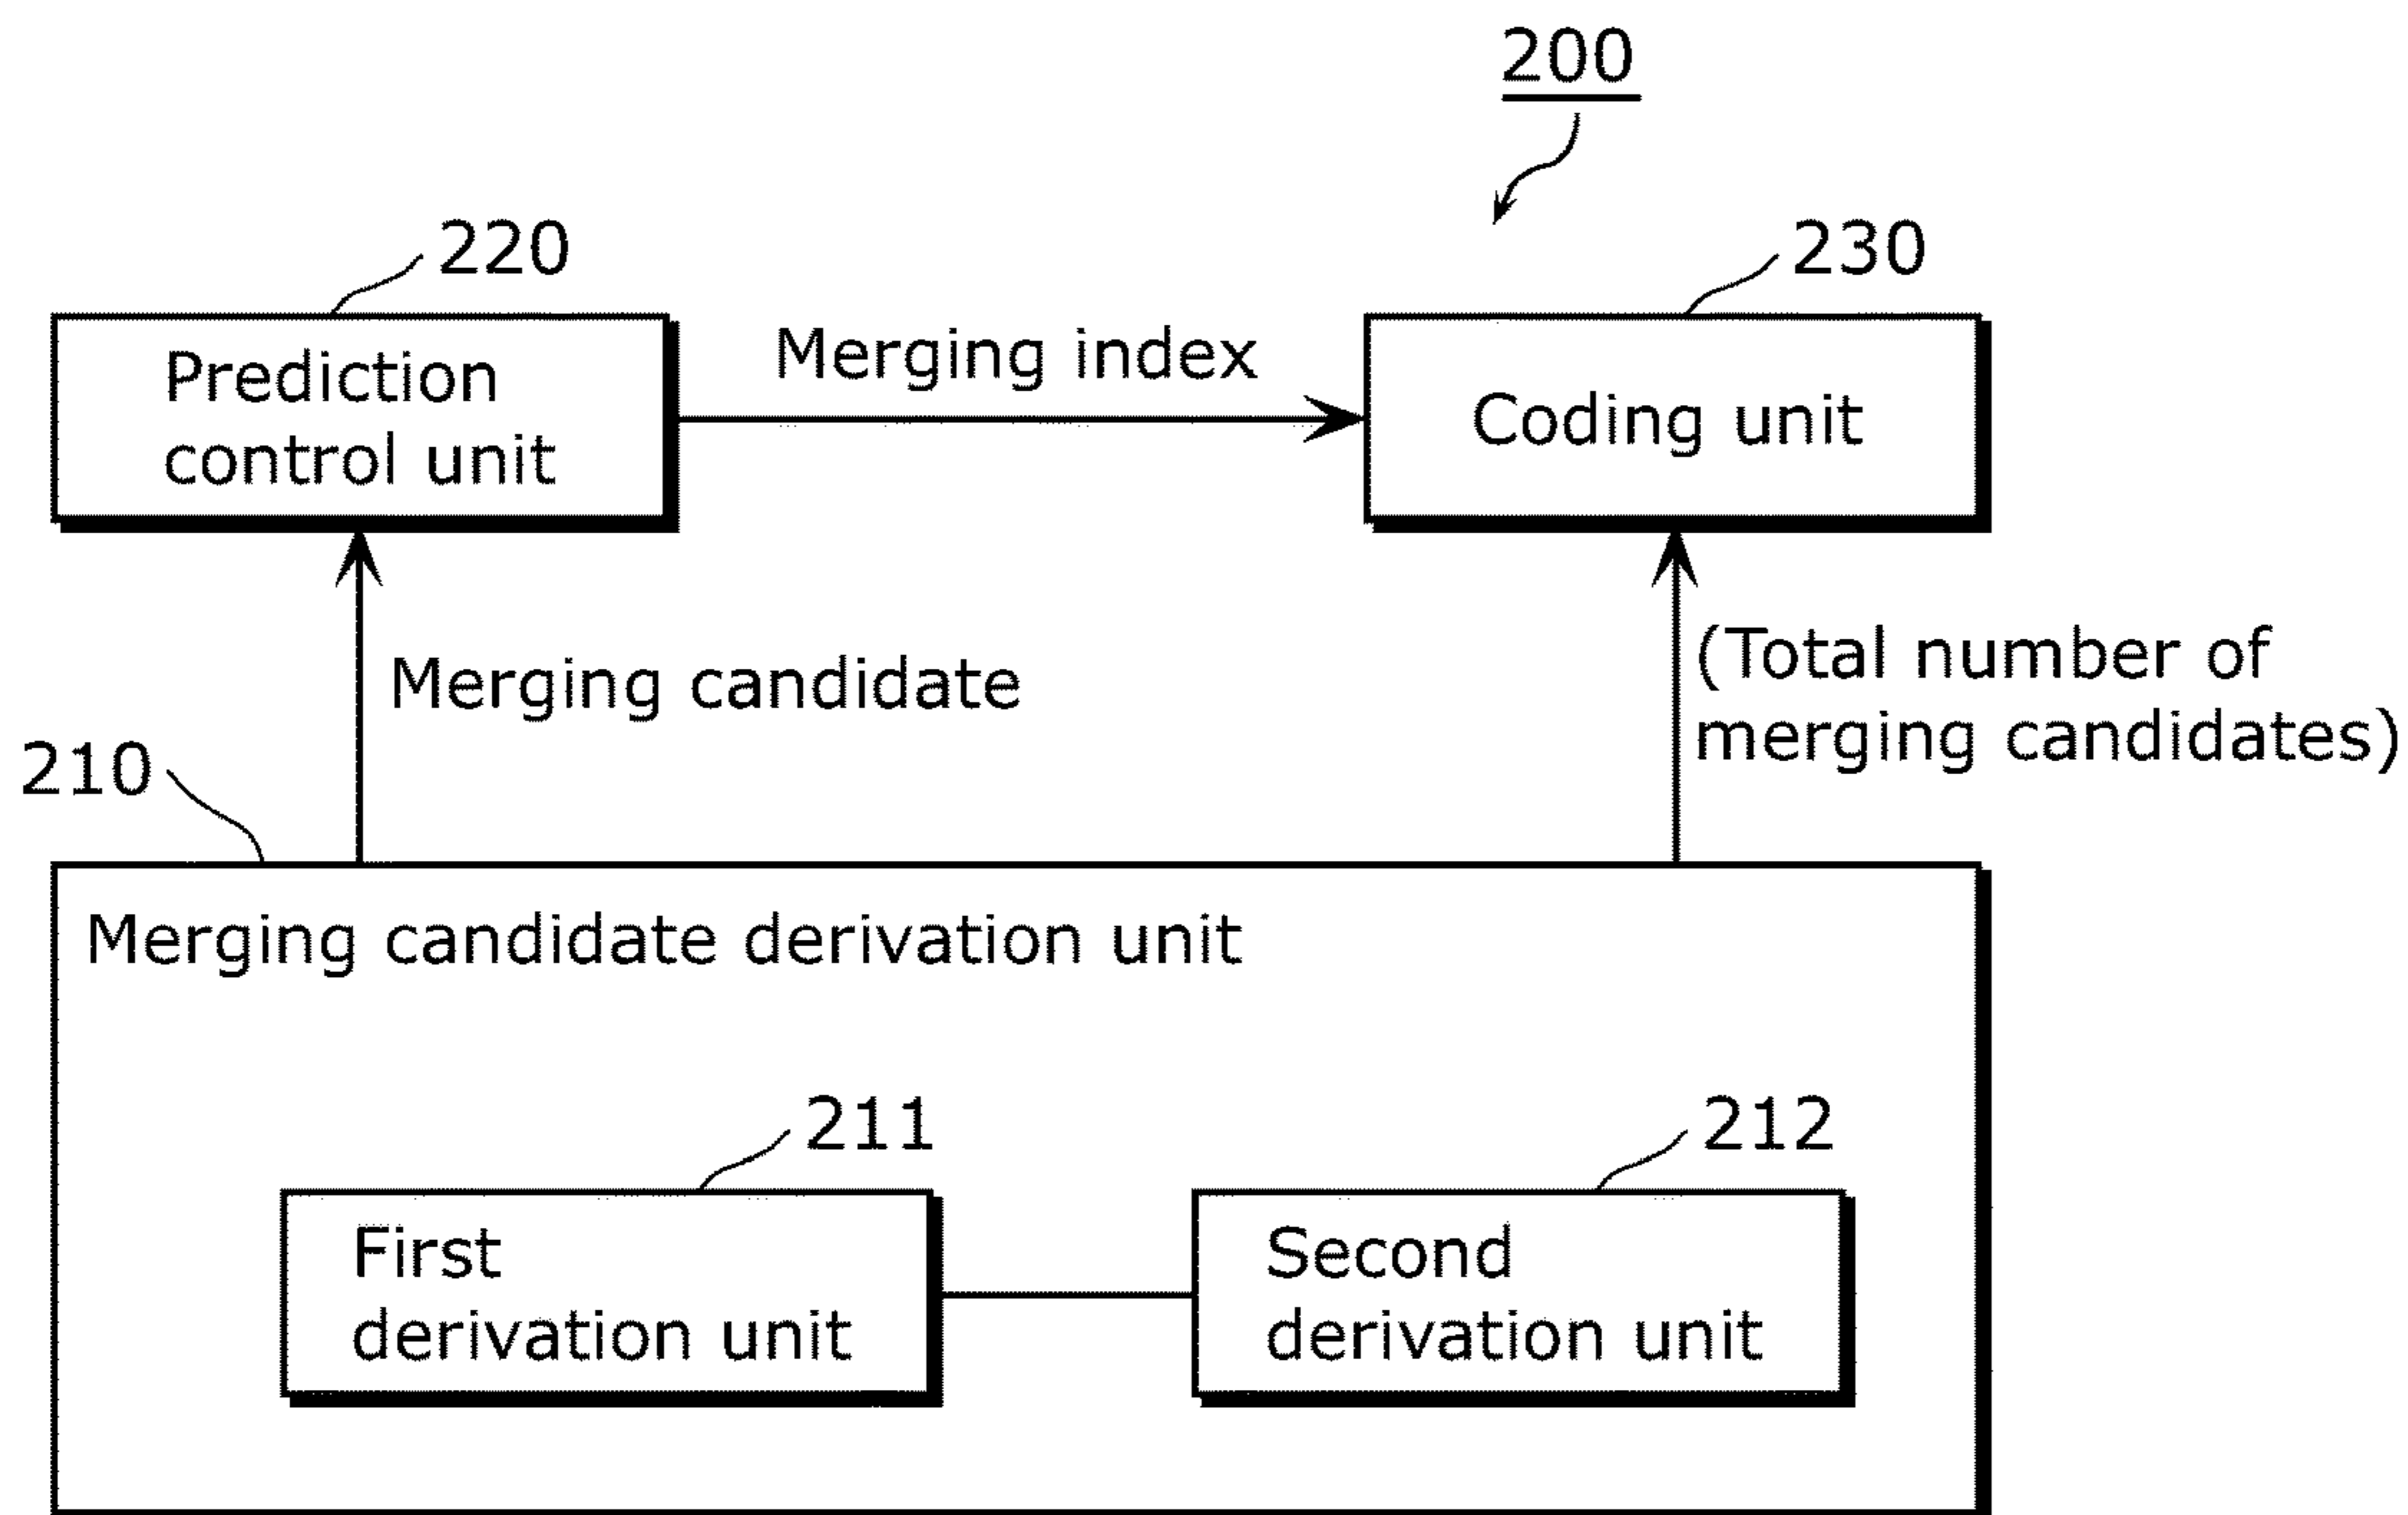 200
220
230
Prediction
control unit
Merging index
Coding unit
Merging candidate
(Total number of
merging candidates)
210
Merging candidate derivation unit
211
212
First
derivation unit
Second
derivation unit